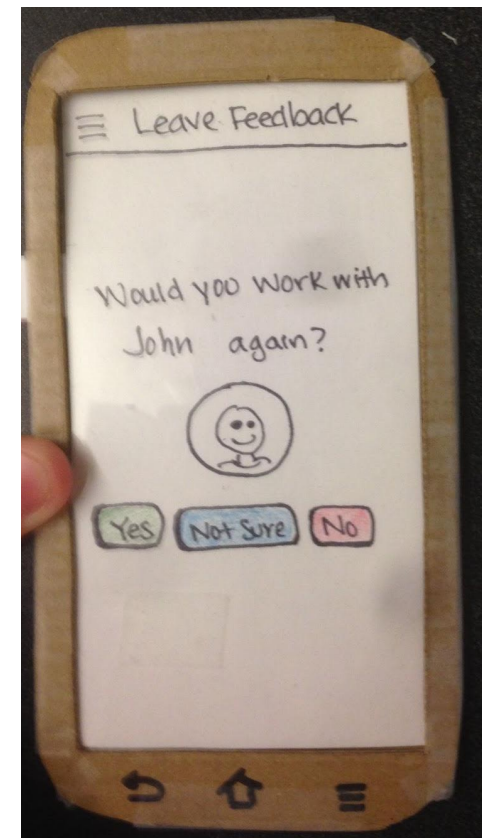 Leave Feedback
Would you work with
John again?
Yes Not Sure No